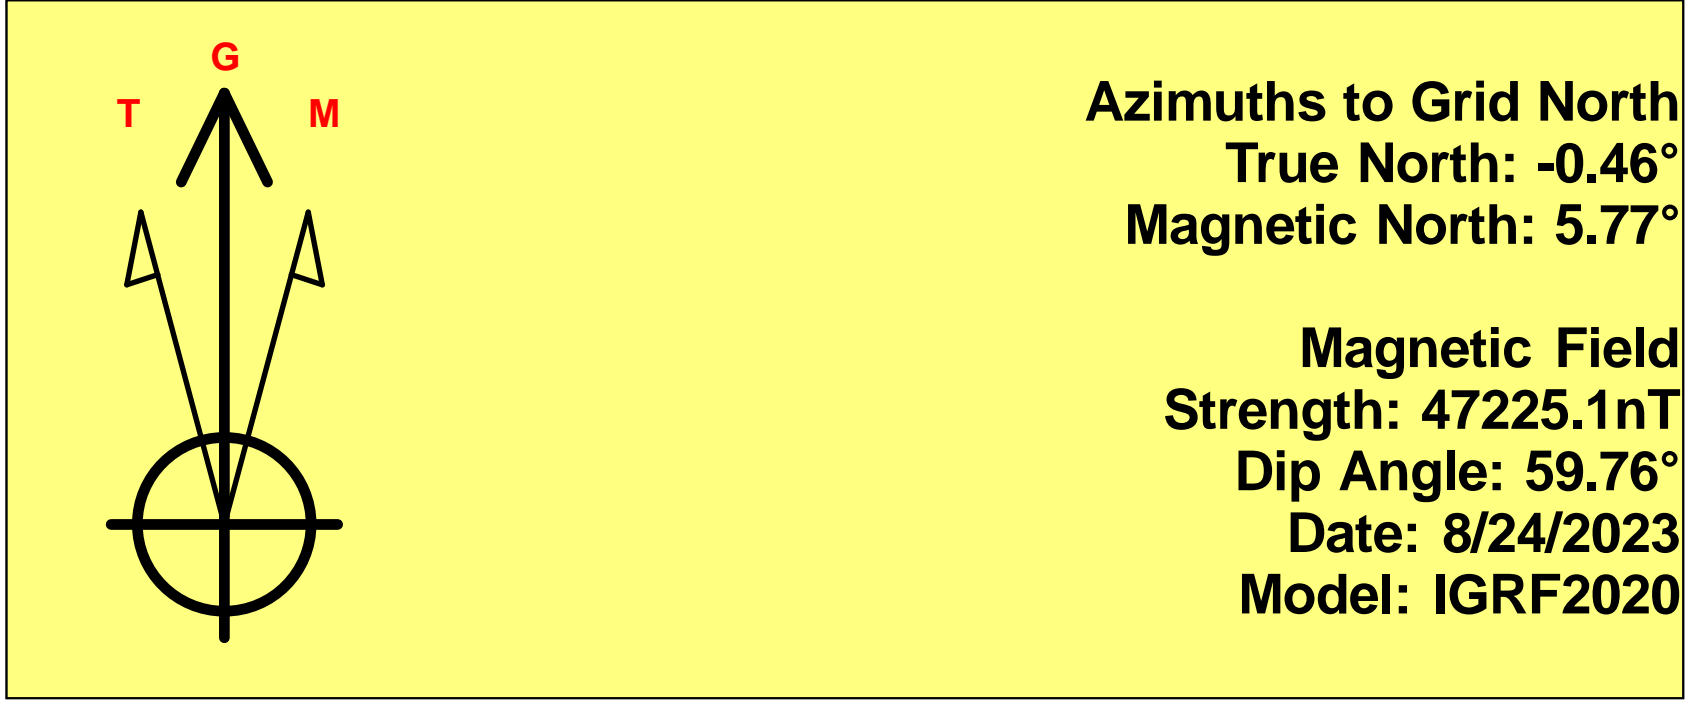 G
T M
Azimuths to Grid North
True North: -0.46°
Magnetic North: 5.77°
Magnetic Field
Strength: 47225.1nT
Dip Angle: 59.76°
Date: 8/24/2023
Model: IGRF2020